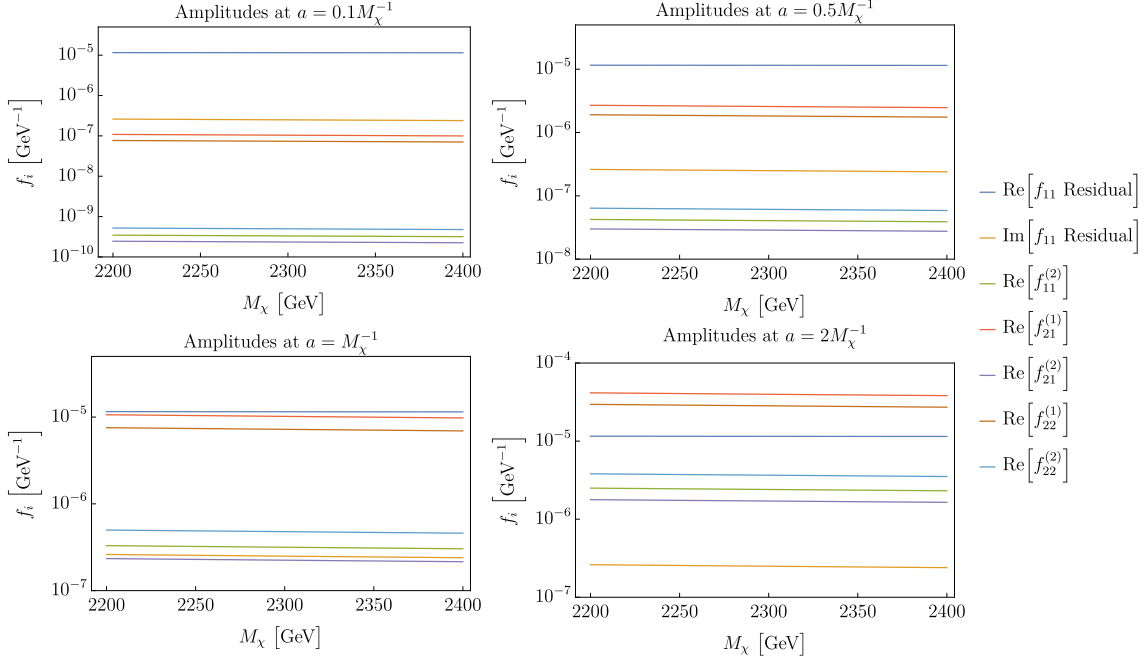 Amplitudes at a = 0.1M_χ^{-1}
10^{-5}
10^{-6}
10^{-7}
10^{-8}
10^{-9}
10^{-10}
f_i [GeV^{-1}]
2200 2250 2300 2350 2400
M_χ [GeV]
Amplitudes at a = 0.5M_χ^{-1}
10^{-5}
10^{-6}
10^{-7}
10^{-8}
f_i [GeV^{-1}]
2200 2250 2300 2350 2400
M_χ [GeV]
Amplitudes at a = M_χ^{-1}
10^{-5}
10^{-6}
10^{-7}
f_i [GeV^{-1}]
2200 2250 2300 2350 2400
M_χ [GeV]
Amplitudes at a = 2M_χ^{-1}
10^{-4}
10^{-5}
10^{-6}
10^{-7}
f_i [GeV^{-1}]
2200 2250 2300 2350 2400
M_χ [GeV]
Re[f_{11} Residual]
Im[f_{11} Residual]
Re[f_{11}^{(2)}]
Re[f_{21}^{(1)}]
Re[f_{21}^{(2)}]
Re[f_{22}^{(1)}]
Re[f_{22}^{(2)}]